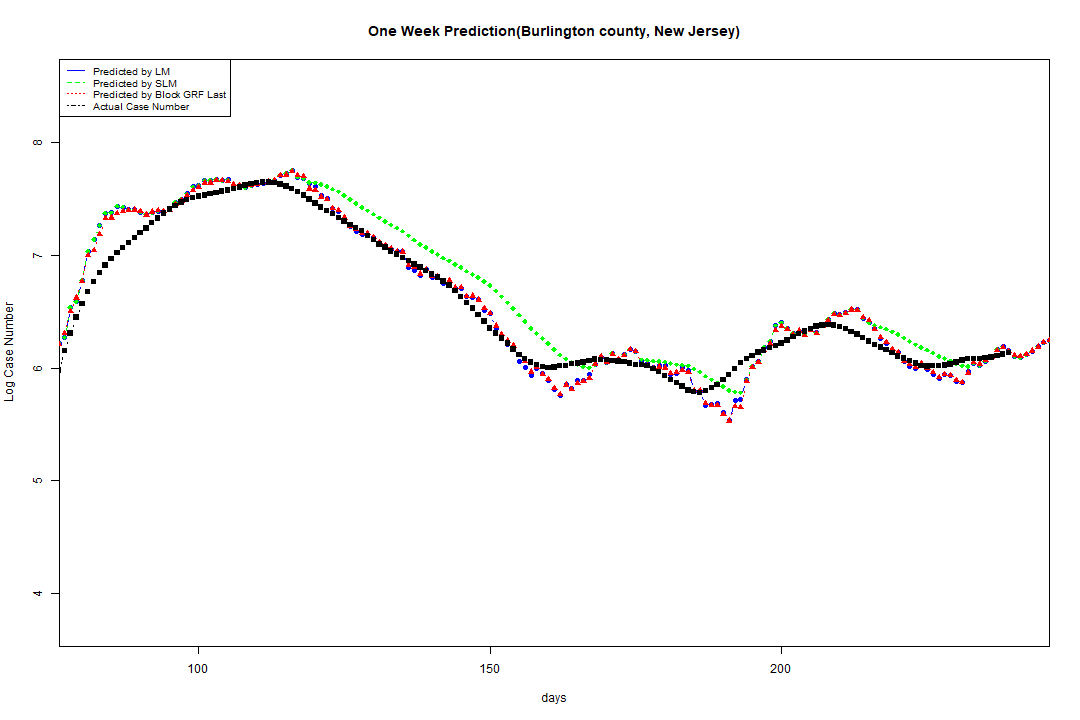 One Week Prediction(Burlington county, New Jersey)
Predicted by LM
Predicted by SLM
Predicted by Block GRF Last
Actual Case Number
8
7
6
5
4
Log Case Number
100 150 200
days